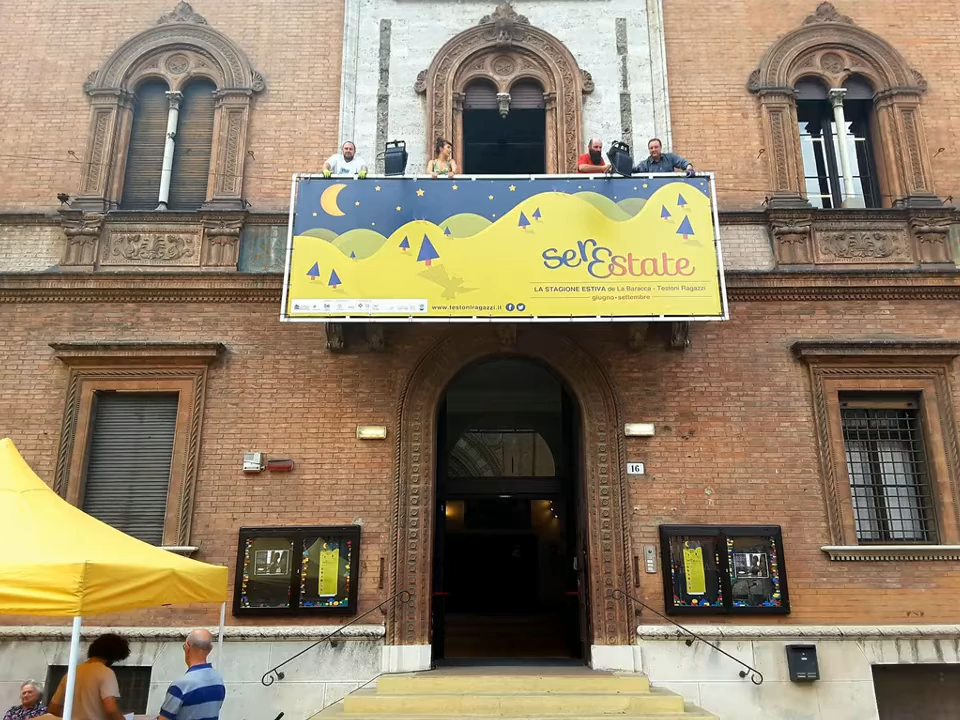 serEstate
LA STAGIONE ESTIVA de La Baracca - Testoni Ragazzi
giugno • settembre
www.testoniragazzi.it
16